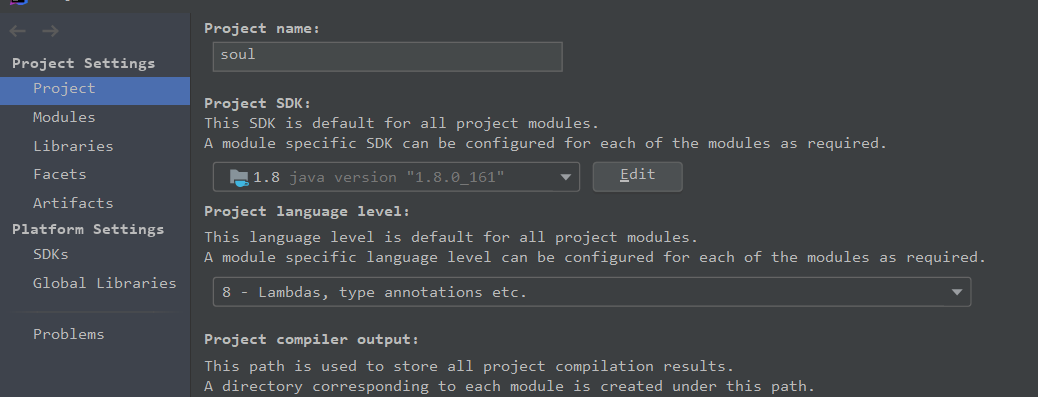 Project Settings
Project
Modules
Libraries
Facets
Artifacts
Platform Settings
SDKs
Global Libraries
Problems
Project name:
soul
Project SDK:
This SDK is default for all project modules.
A module specific SDK can be configured for each of the modules as required.
1.8 java version "1.8.0_161"
Edit
Project language level:
This language level is default for all project modules.
A module specific language level can be configured for each of the modules as required.
8 - Lambdas, type annotations etc.
Project compiler output:
This path is used to store all project compilation results.
A directory corresponding to each module is created under this path.